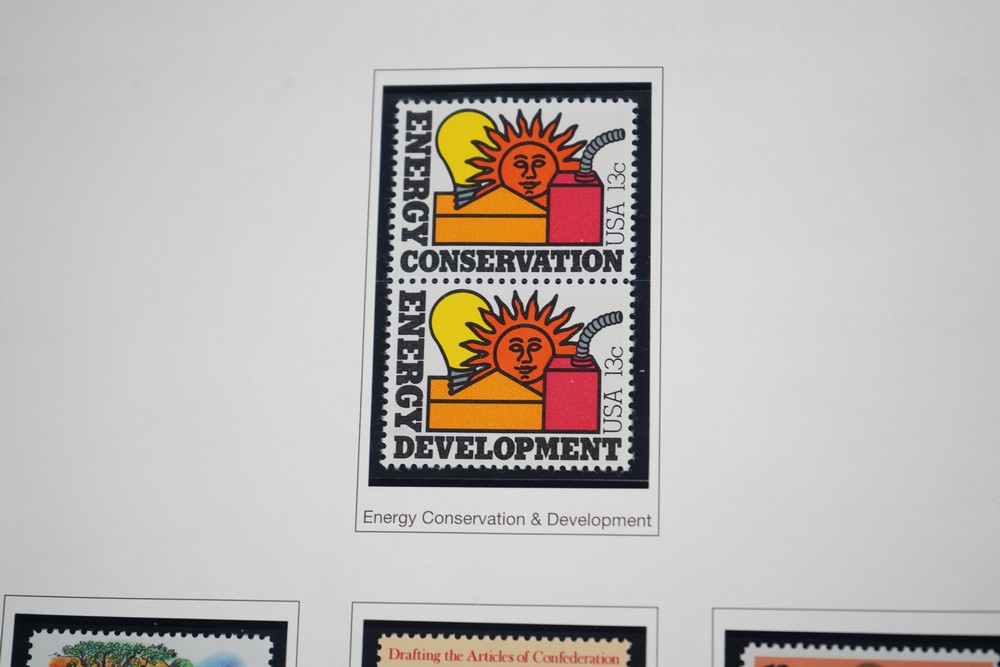 ENERGY
CONSERVATION
USA 13c
ENERGY
DEVELOPMENT
USA 13c
Energy Conservation & Development
Drafting the Articles of Confederation